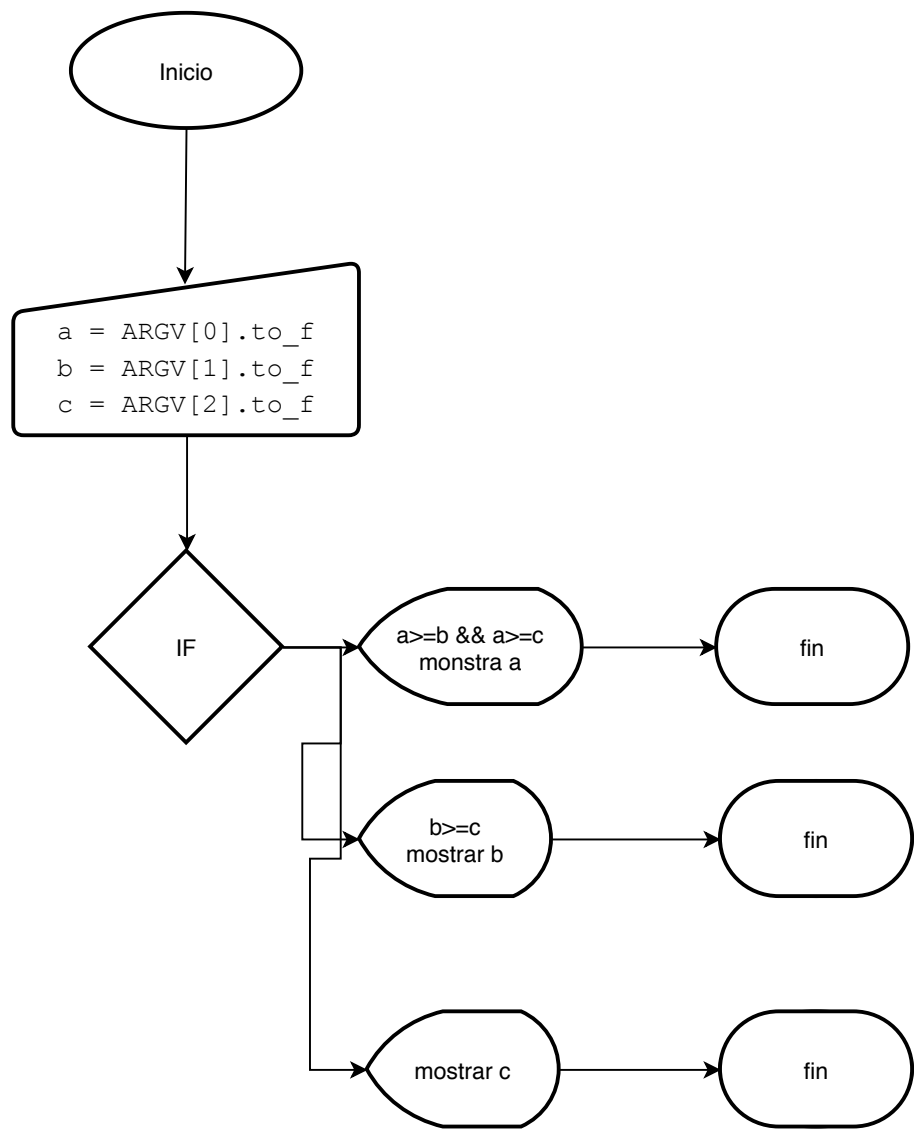 Inicio
a = ARGV[0].to_f
b = ARGV[1].to_f
c = ARGV[2].to_f
IF
a>=b && a>=c
monstra a
fin
b>=c
mostrar b
fin
mostrar c
fin